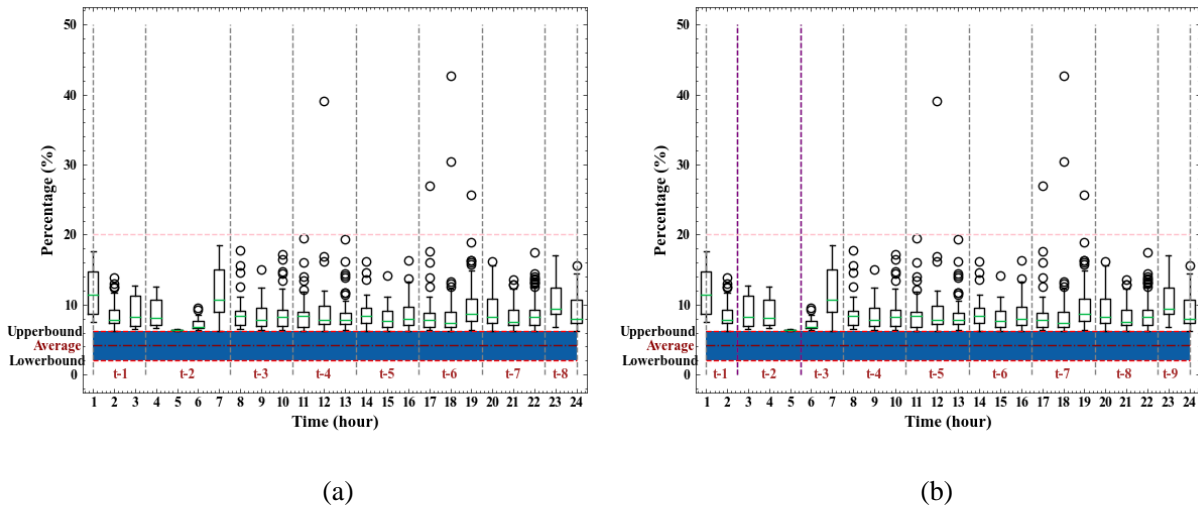 50
40
30
20
10
0
Percentage (%)
Upperbound
Average
Lowerbound
t-1 t-2 t-3 t-4 t-5 t-6 t-7 t-8
1 2 3 4 5 6 7 8 9 10 11 12 13 14 15 16 17 18 19 20 21 22 23 24
Time (hour)
(a)
50
40
30
20
10
0
Percentage (%)
Upperbound
Average
Lowerbound
t-1 t-2 t-3 t-4 t-5 t-6 t-7 t-8 t-9
1 2 3 4 5 6 7 8 9 10 11 12 13 14 15 16 17 18 19 20 21 22 23 24
Time (hour)
(b)